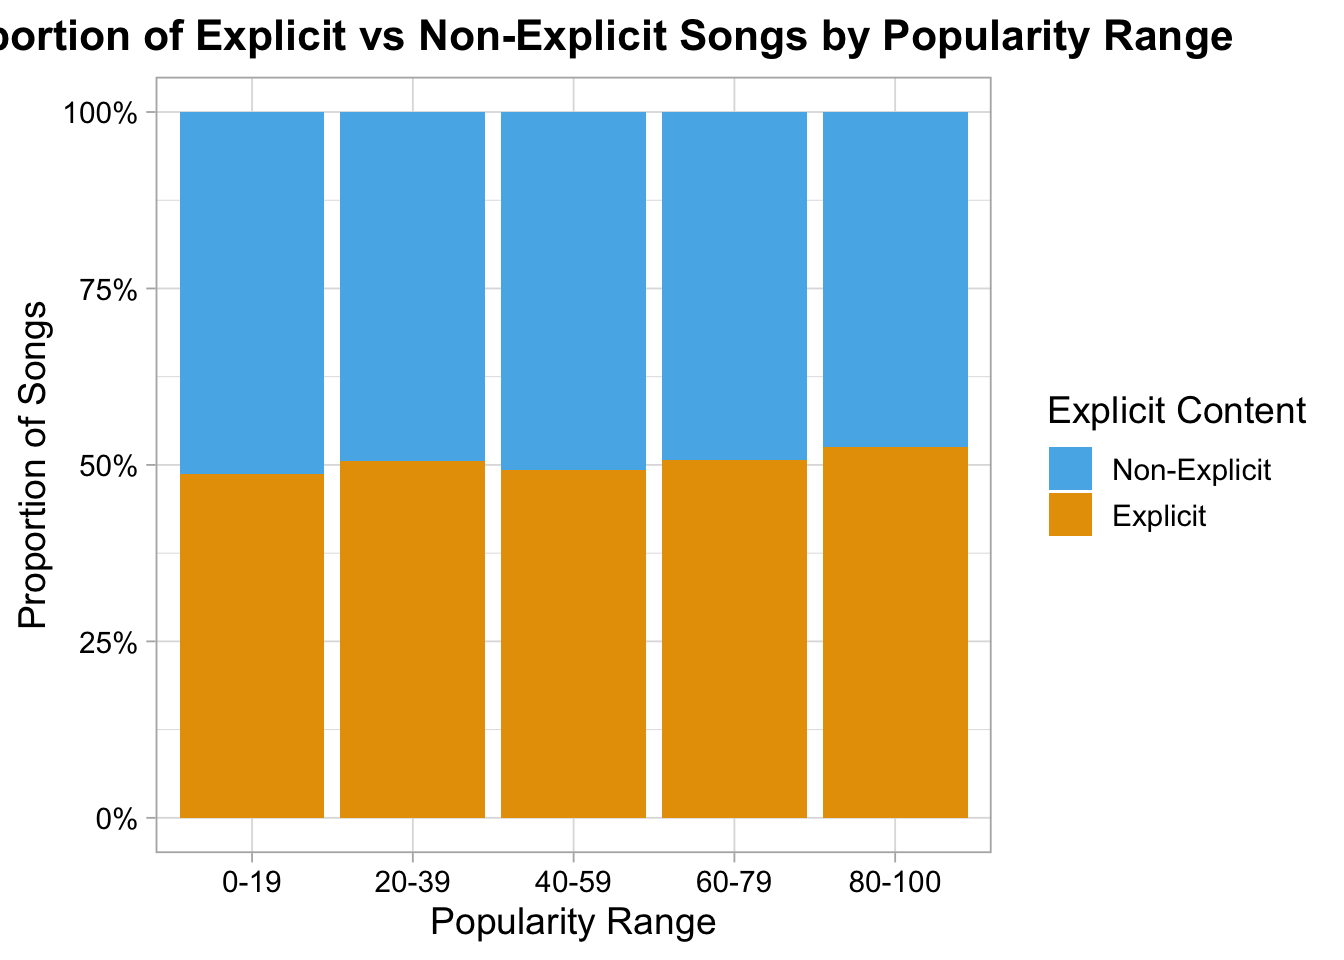 of Explicit vs Non-Explicit Songs by Popularity Range
100%
75%
50%
25%
0%
Proportion of Songs
0-19
20-39
40-59
60-79
80-100
Popularity Range
Explicit Content
Non-Explicit
Explicit